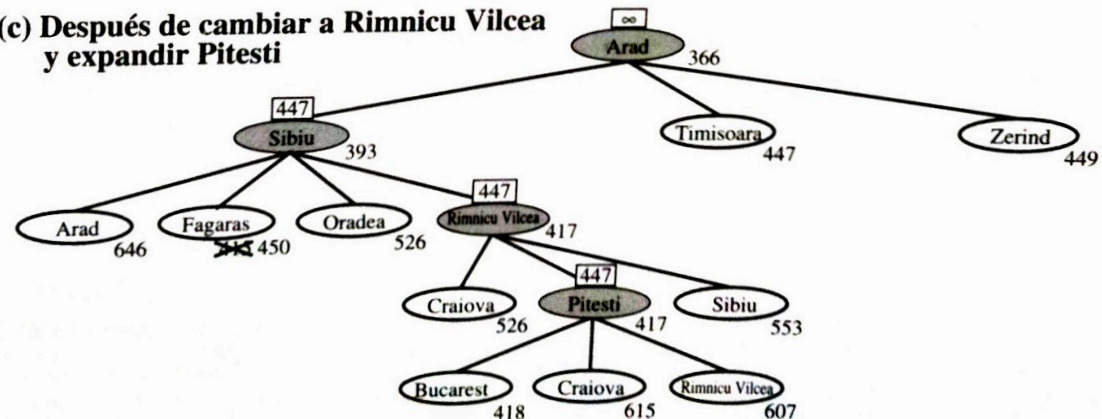 (c) Después de cambiar a Rimnicu Vilcea
y expandir Pitesti
∞
Arad 366
447
Sibiu 393
Timisoara 447
Zerind 449
Arad 646
Fagaras 450
Oradea 526
447
Rimnicu Vilcea 417
Craiova 526
447
Pitesti 417
Sibiu 553
Bucarest 418
Craiova 615
Rimnicu Vilcea 607